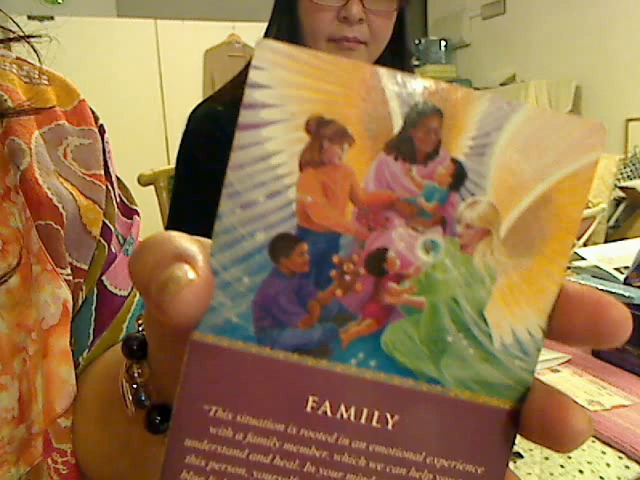 FAMILY
"This situation is rooted in an emotional experience
with a family member, which we can help you
understand and heal. In your mind
this person, yourself